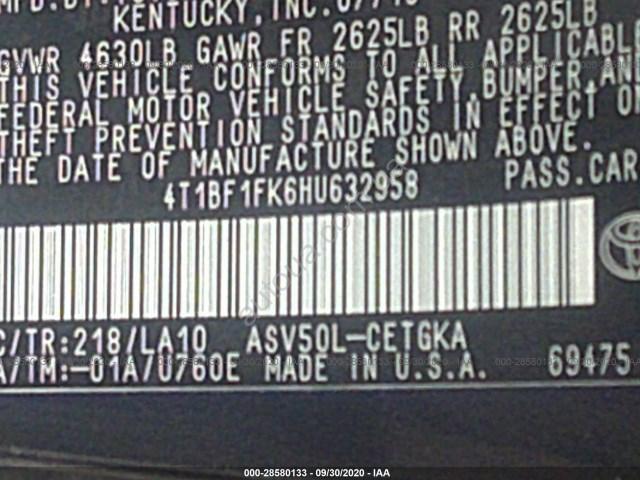 KENTUCKY, INC.
GVWR 4630LB GAWR FR 2625LB RR 2625LB
THIS VEHICLE CONFORMS TO ALL APPLICABLE
FEDERAL MOTOR VEHICLE SAFETY, BUMPER, AND
THEFT PREVENTION STANDARDS IN EFFECT ON
THE DATE OF MANUFACTURE SHOWN ABOVE.
4T1BF1FK6HU632958 PASS.CAR
C/TR:218/LA10 ASV50L-CETGKA
A/TM:-01A/U760E MADE IN U.S.A. 69475
000-28580133 - 09/30/2020 - IAA